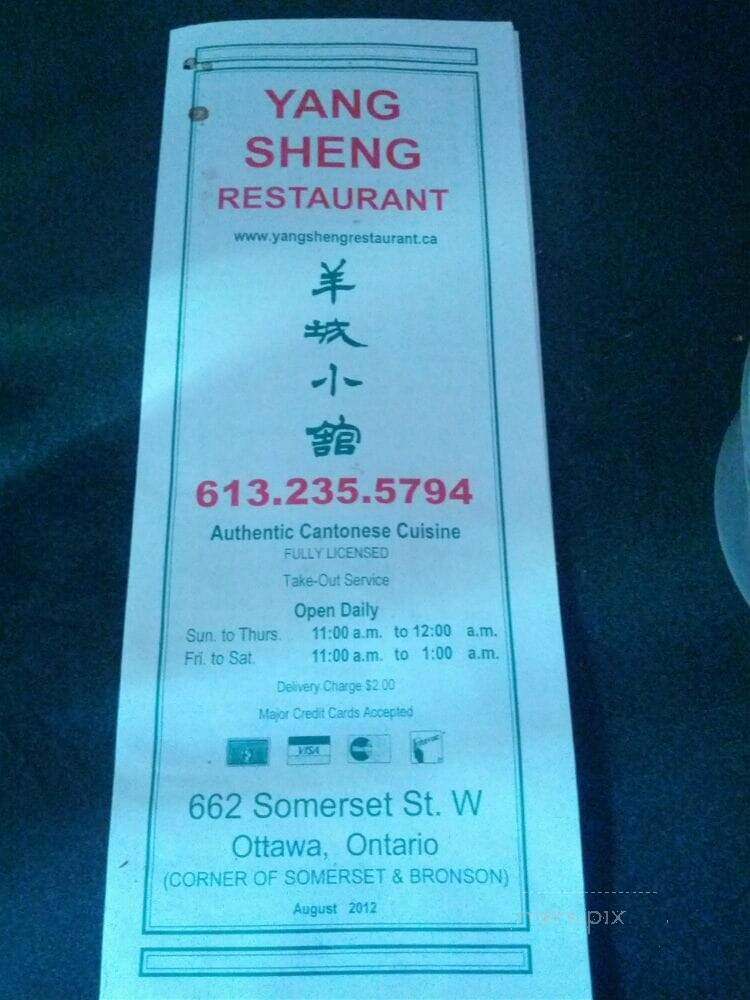 YANG
SHENG
RESTAURANT
www.yangshengrestaurant.ca
羊
城
小
館
613.235.5794
Authentic Cantonese Cuisine
FULLY LICENSED
Take-Out Service
Open Daily
Sun. to Thurs. 11:00 a.m. to 12:00 a.m.
Fri. to Sat. 11:00 a.m. to 1:00 a.m.
Delivery Charge $2.00
Major Credit Cards Accepted
VISA
662 Somerset St. W
Ottawa, Ontario
(CORNER OF SOMERSET & BRONSON)
August 2012
pix